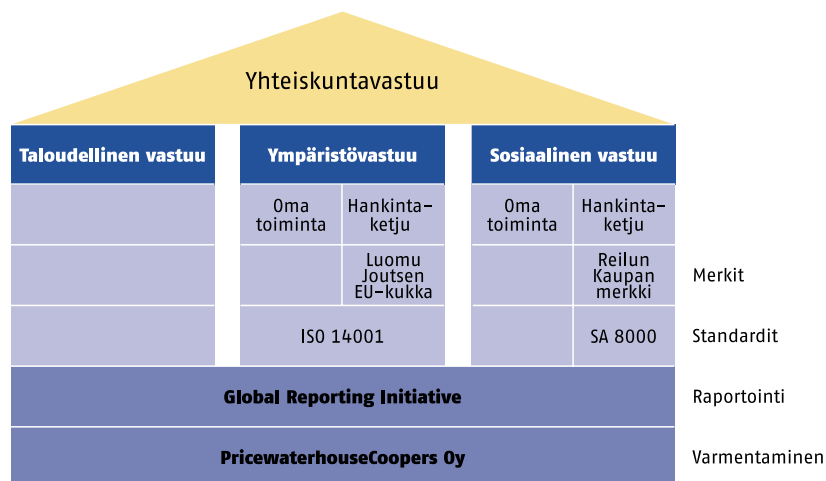 Yhteiskuntavastuu
Taloudellinen vastuu
Ympäristövastuu
Sosiaalinen vastuu
Oma
toiminta
Hankinta-
ketju
Oma
toiminta
Hankinta-
ketju
Luomu
Joutsen
EU-kukka
Reilun
Kaupan
merkki
Merkit
ISO 14001
SA 8000
Standardit
Global Reporting Initiative
Raportointi
PricewaterhouseCoopers Oy
Varmentaminen